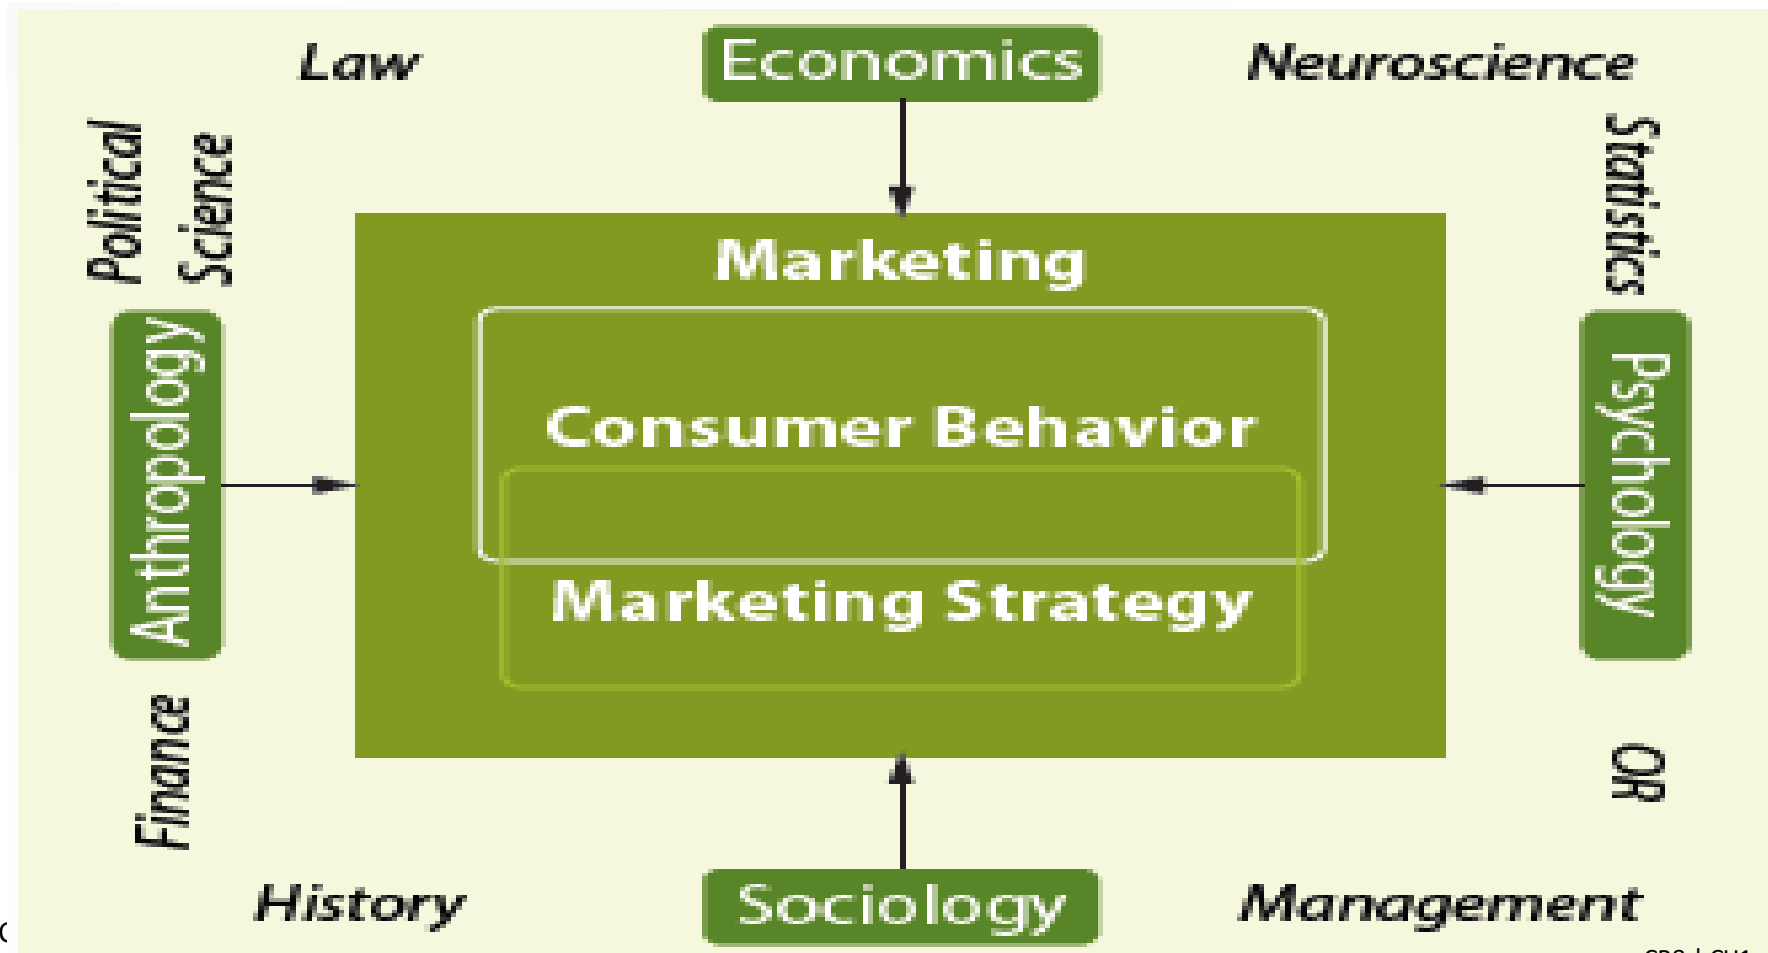 Law
Economics
Neuroscience
Political
Science
Statistics
Marketing
Anthropology
Consumer Behavior
Psychology
Marketing Strategy
Finance
OR
History
Sociology
Management